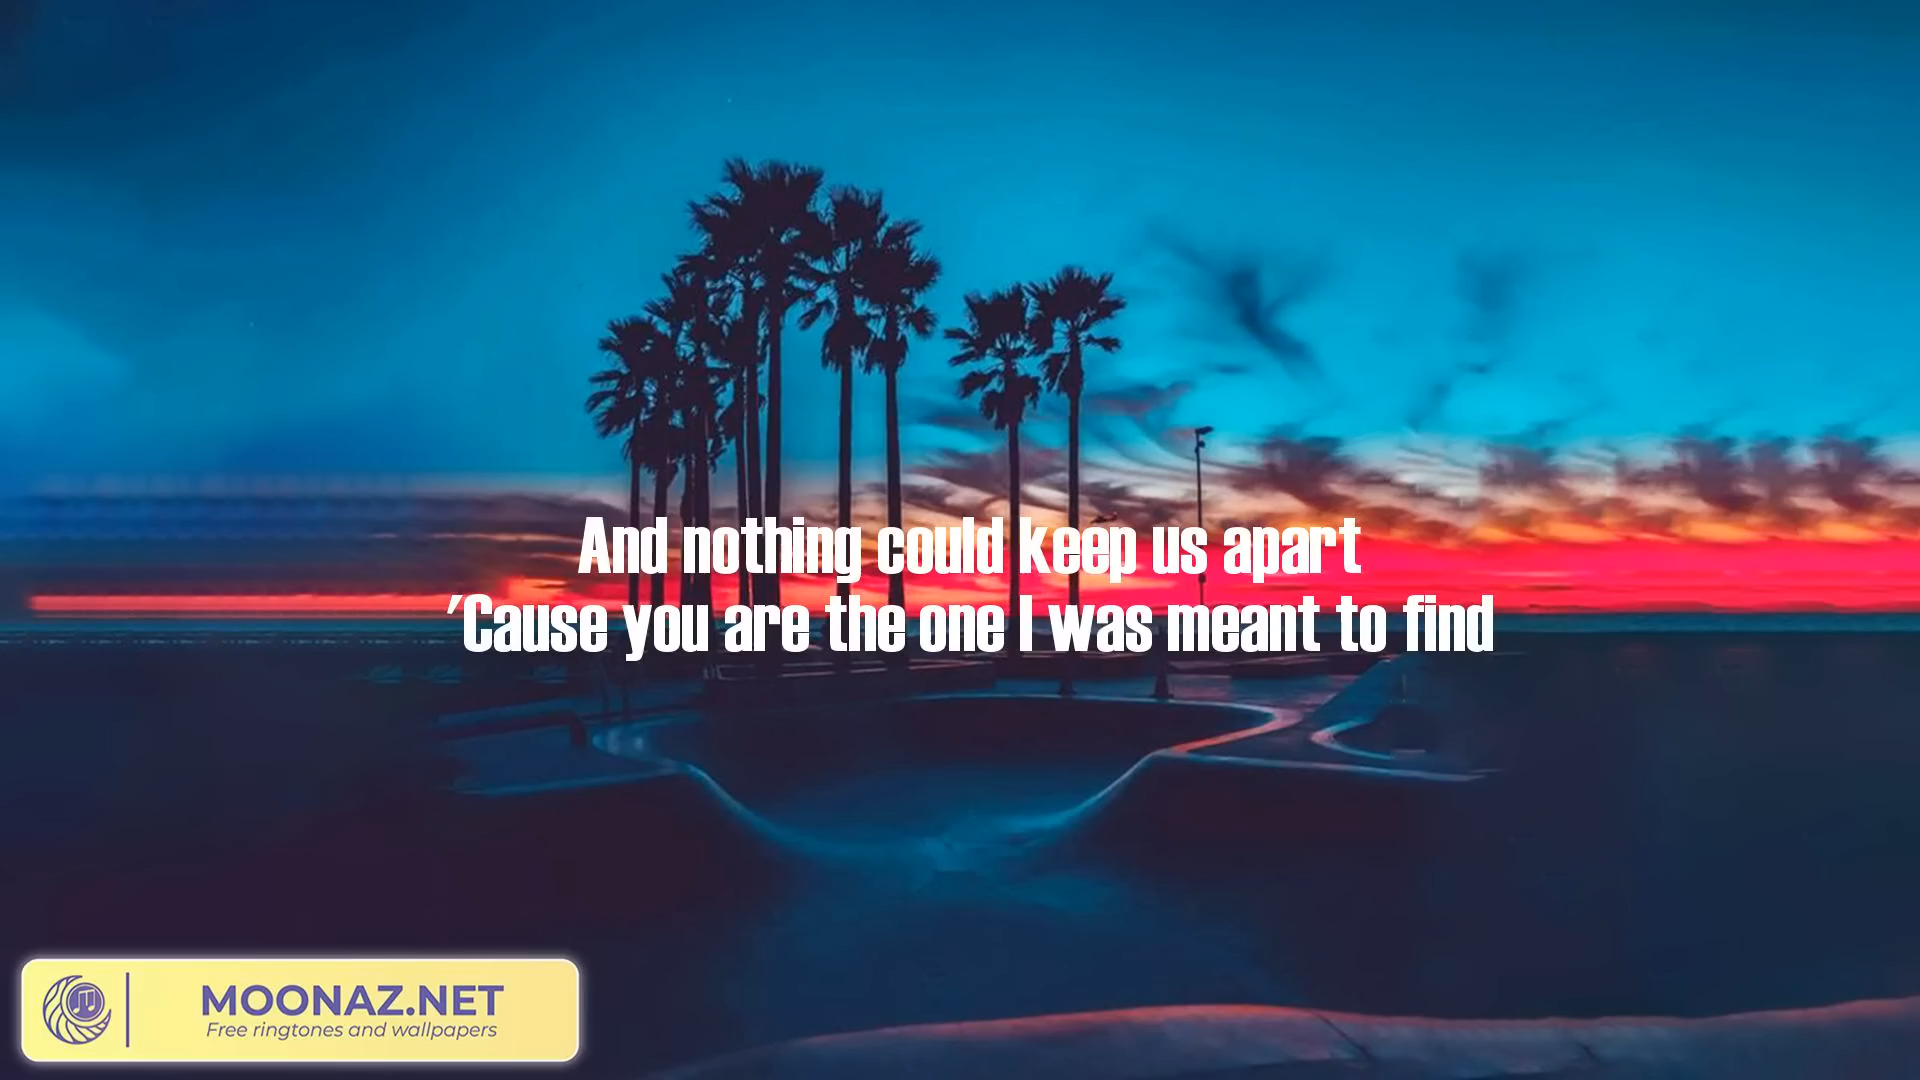 And nothing could keep us apart
'Cause you are the one I was meant to find
MOONAZ.NET
Free ringtones and wallpapers